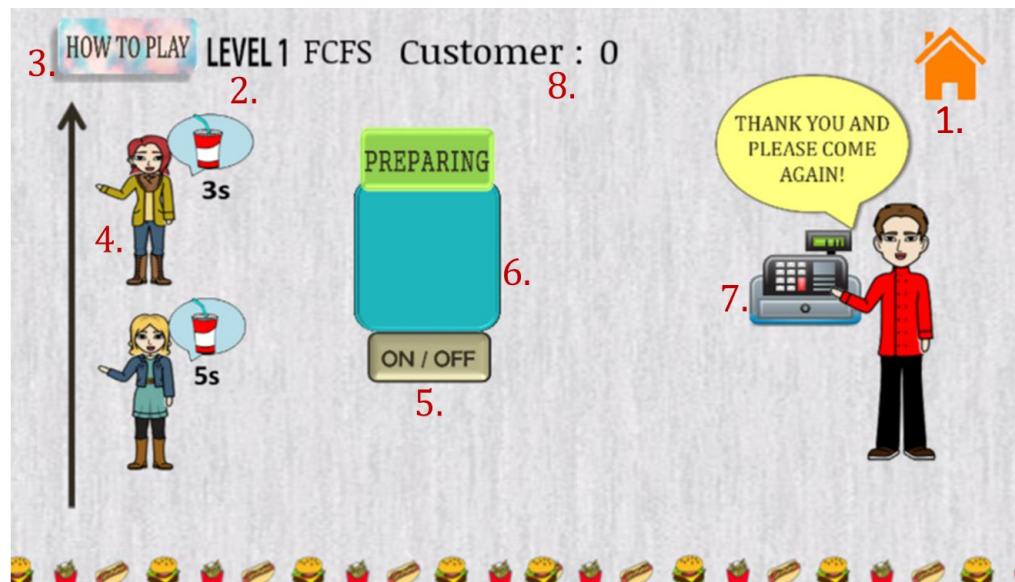 HOW TO PLAY LEVEL 1 FCFS Customer : 0
3.
2.
8.
1.
THANK YOU AND
PLEASE COME
AGAIN!
PREPARING
3s
4.
6.
7.
ON / OFF
5s
5.